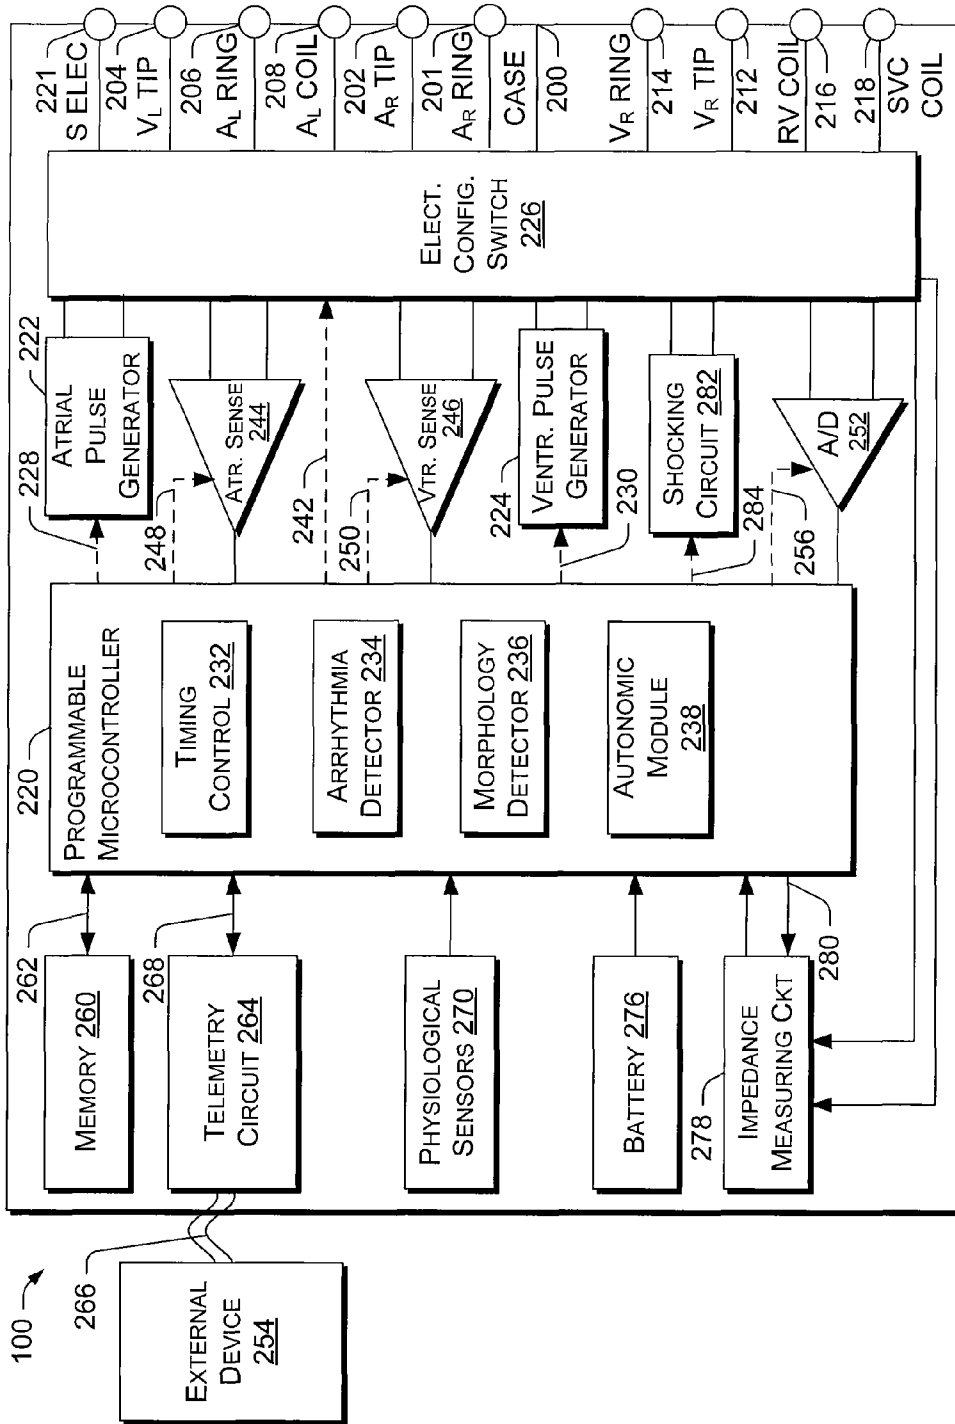 100
EXTERNAL
DEVICE
254
266
MEMORY 260
262
TELEMETRY
CIRCUIT 264
268
PHYSIOLOGICAL
SENSORS 270
BATTERY 276
278
IMPEDANCE
MEASURING CKT
280
220
PROGRAMMABLE
MICROCONTROLLER
TIMING
CONTROL 232
ARRHYTHMIA
DETECTOR 234
MORPHOLOGY
DETECTOR 236
AUTONOMIC
MODULE
238
228
222
ATRIAL
PULSE
GENERATOR
248
ATR. SENSE
244
242
250
VTR. SENSE
246
224
VENTR. PULSE
GENERATOR
230
SHOCKING
CIRCUIT 282
284
256
A/D
252
ELECT.
CONFIG.
SWITCH
226
221
S ELEC
204
VL TIP
206
AL RING
208
AL COIL
202
AR TIP
201
AR RING
CASE
200
VR RING
214
VR TIP
212
RV COIL
216
218
SVC
COIL